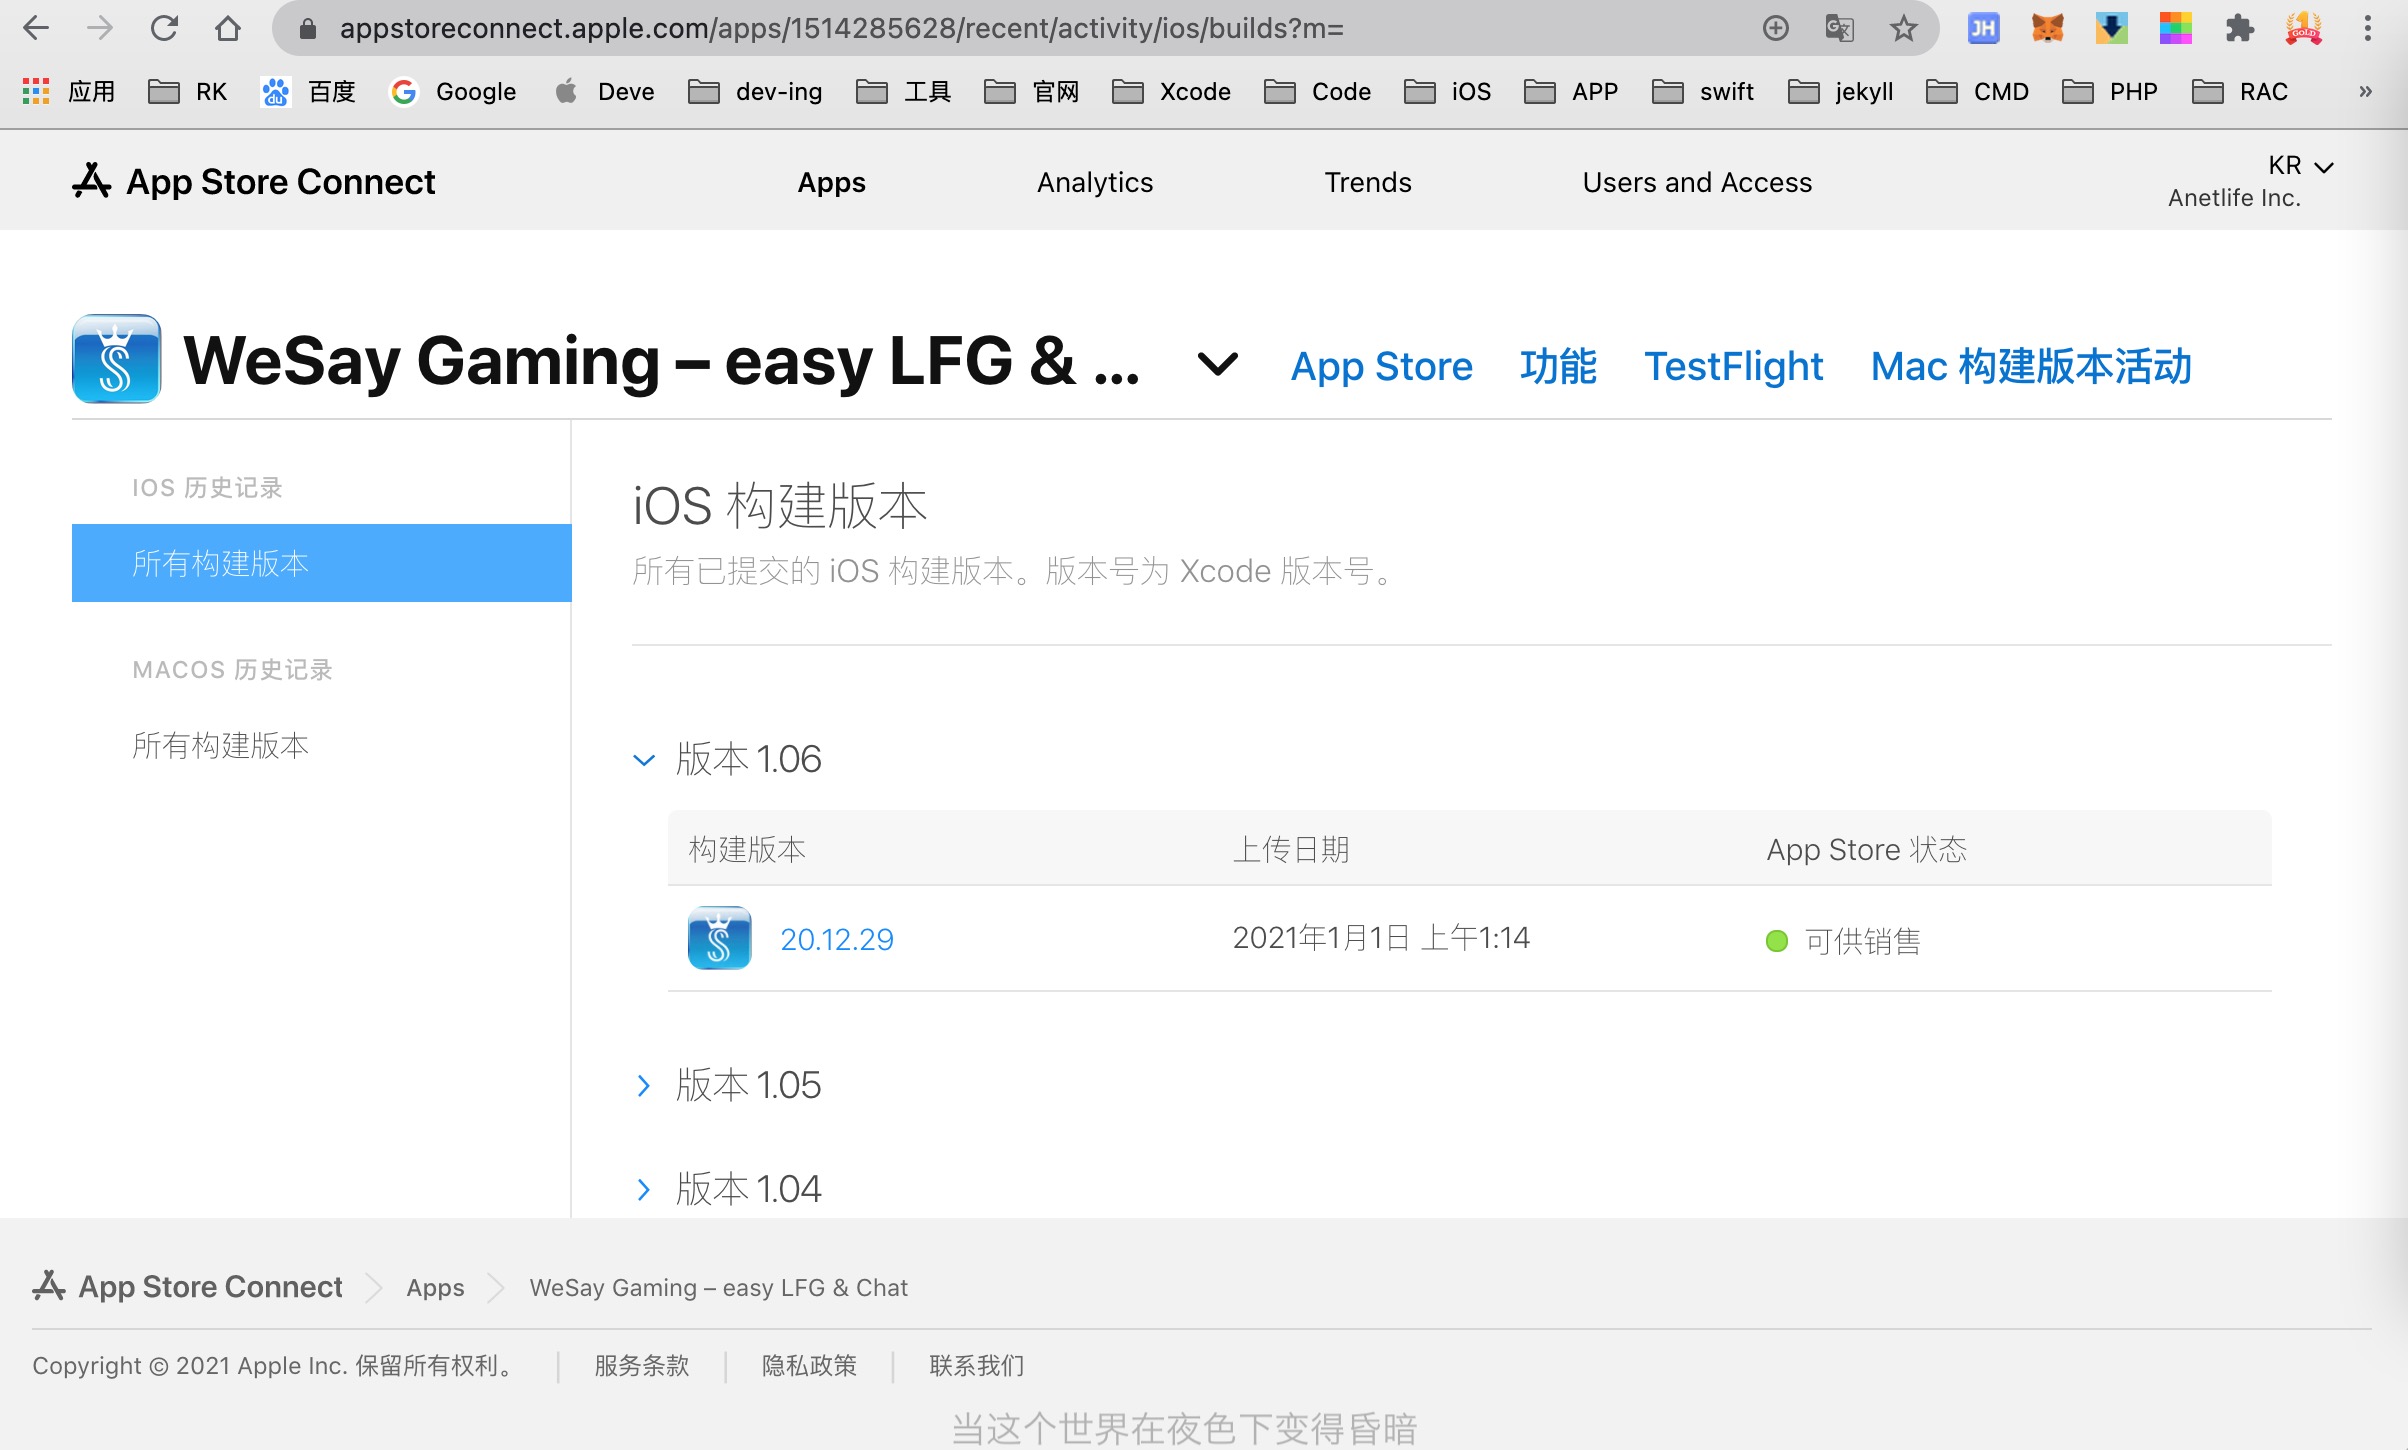 appstoreconnect.apple.com/apps/1514285628/recent/activity/ios/builds?m=
JH
应用 RK 百度 Google Deve dev-ing 工具 官网 Xcode Code iOS APP swift jekyll CMD PHP RAC »
App Store Connect Apps Analytics Trends Users and Access KR
Anetlife Inc.
WeSay Gaming – easy LFG & ... App Store 功能 TestFlight Mac 构建版本活动
IOS 历史记录
所有构建版本
MACOS 历史记录
所有构建版本
iOS 构建版本
所有已提交的 iOS 构建版本。版本号为 Xcode 版本号。
版本 1.06
构建版本 上传日期 App Store 状态
20.12.29 2021年1月1日 上午1:14 可供销售
版本 1.05
版本 1.04
App Store Connect Apps WeSay Gaming – easy LFG & Chat
Copyright © 2021 Apple Inc. 保留所有权利。 服务条款 隐私政策 联系我们
当这个世界在夜色下变得昏暗